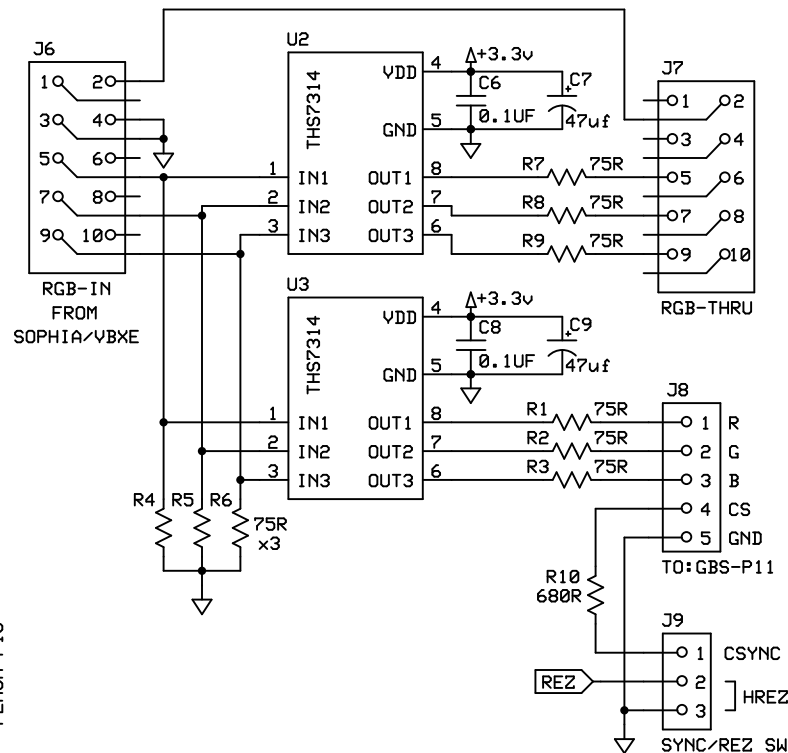 J6
1 2
3 4
5 6
7 8
9 10
RGB-IN
FROM
SOPHIA/VBXE
U2
THS7314
VDD 4
GND 5
1 IN1 OUT1 8
2 IN2 OUT2 7
3 IN3 OUT3 6
+3.3v
C6
0.1UF
C7
+
47uf
R7 75R
R8 75R
R9 75R
J7
1 2
3 4
5 6
7 8
9 10
RGB-THRU
U3
THS7314
VDD 4
GND 5
1 IN1 OUT1 8
2 IN2 OUT2 7
3 IN3 OUT3 6
+3.3v
C8
0.1UF
C9
+
47uf
R1 75R
R2 75R
R3 75R
R4 R5 R6
75R
x3
J8
1 R
2 G
3 B
4 CS
5 GND
TO:GBS-P11
R10
680R
J9
1 CSYNC
2
3
HREZ
REZ
SYNC/REZ SW